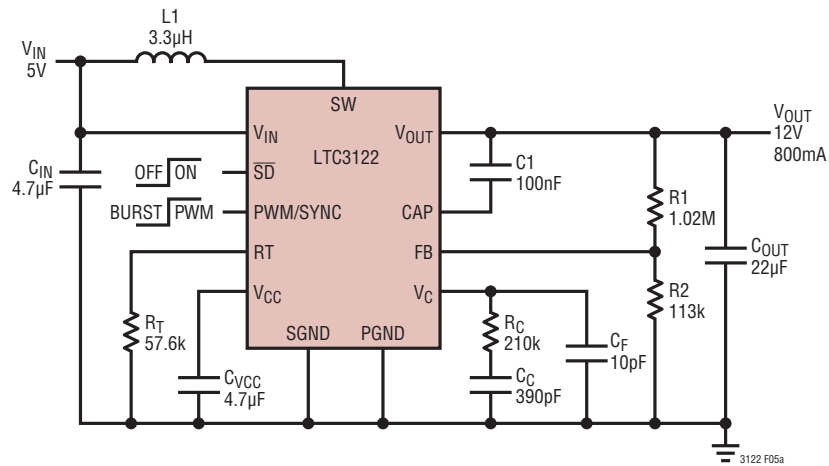 L1
3.3µH
VIN
5V
SW
VIN
VOUT
LTC3122
VOUT
12V
800mA
CIN
4.7µF
OFF ON
SD
C1
100nF
BURST PWM
PWM/SYNC
CAP
R1
1.02M
RT
FB
COUT
22µF
VCC
VC
R2
113k
RT
57.6k
SGND
PGND
RC
210k
CF
10pF
CVCC
4.7µF
CC
390pF
3122 F05a